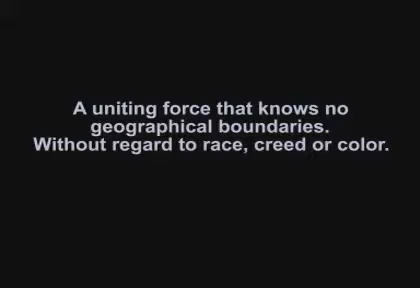 A uniting force that knows no
geographical boundaries.
Without regard to race, creed or color.